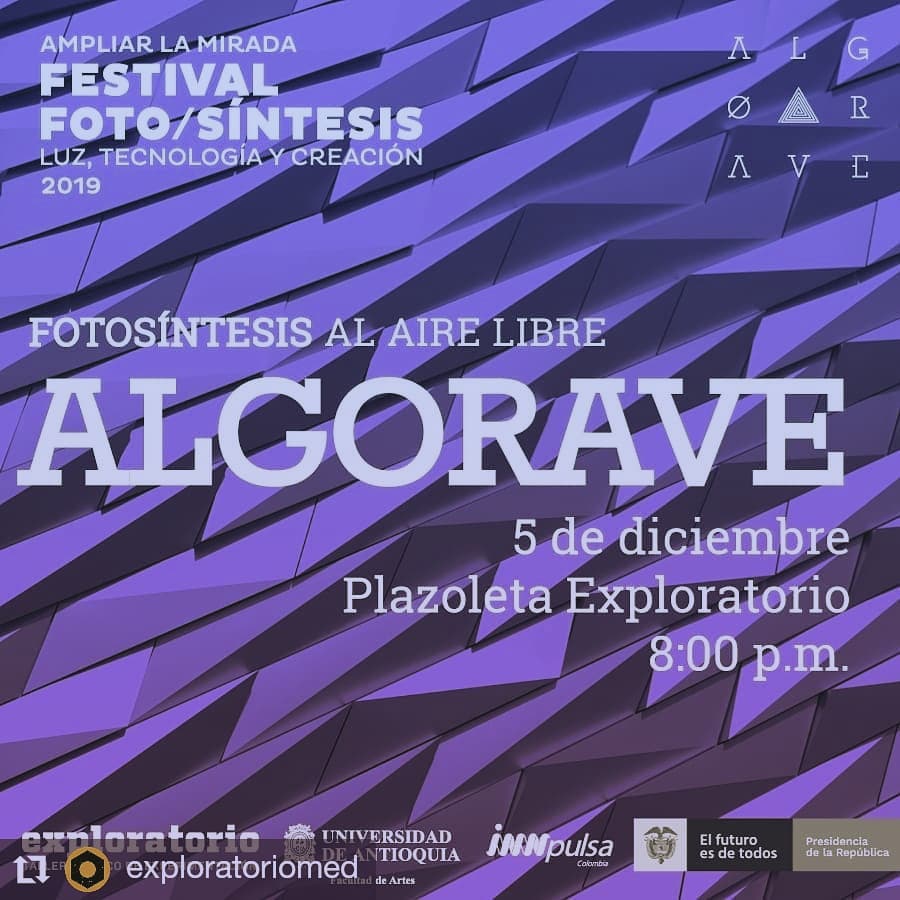 AMPLIAR LA MIRADA
FESTIVAL
FOTO/SÍNTESIS
LUZ, TECNOLOGÍA Y CREACIÓN
2019
A L G
Ø R
A V E
FOTOSÍNTESIS AL AIRE LIBRE
ALGORAVE
5 de diciembre
Plazoleta Exploratorio
8:00 p.m.
exploratorio
UNIVERSIDAD
DE ANTIOQUIA
Facultad de Artes
innpulsa
Colombia
El futuro
es de todos
Presidencia
de la República
exploratoriomed